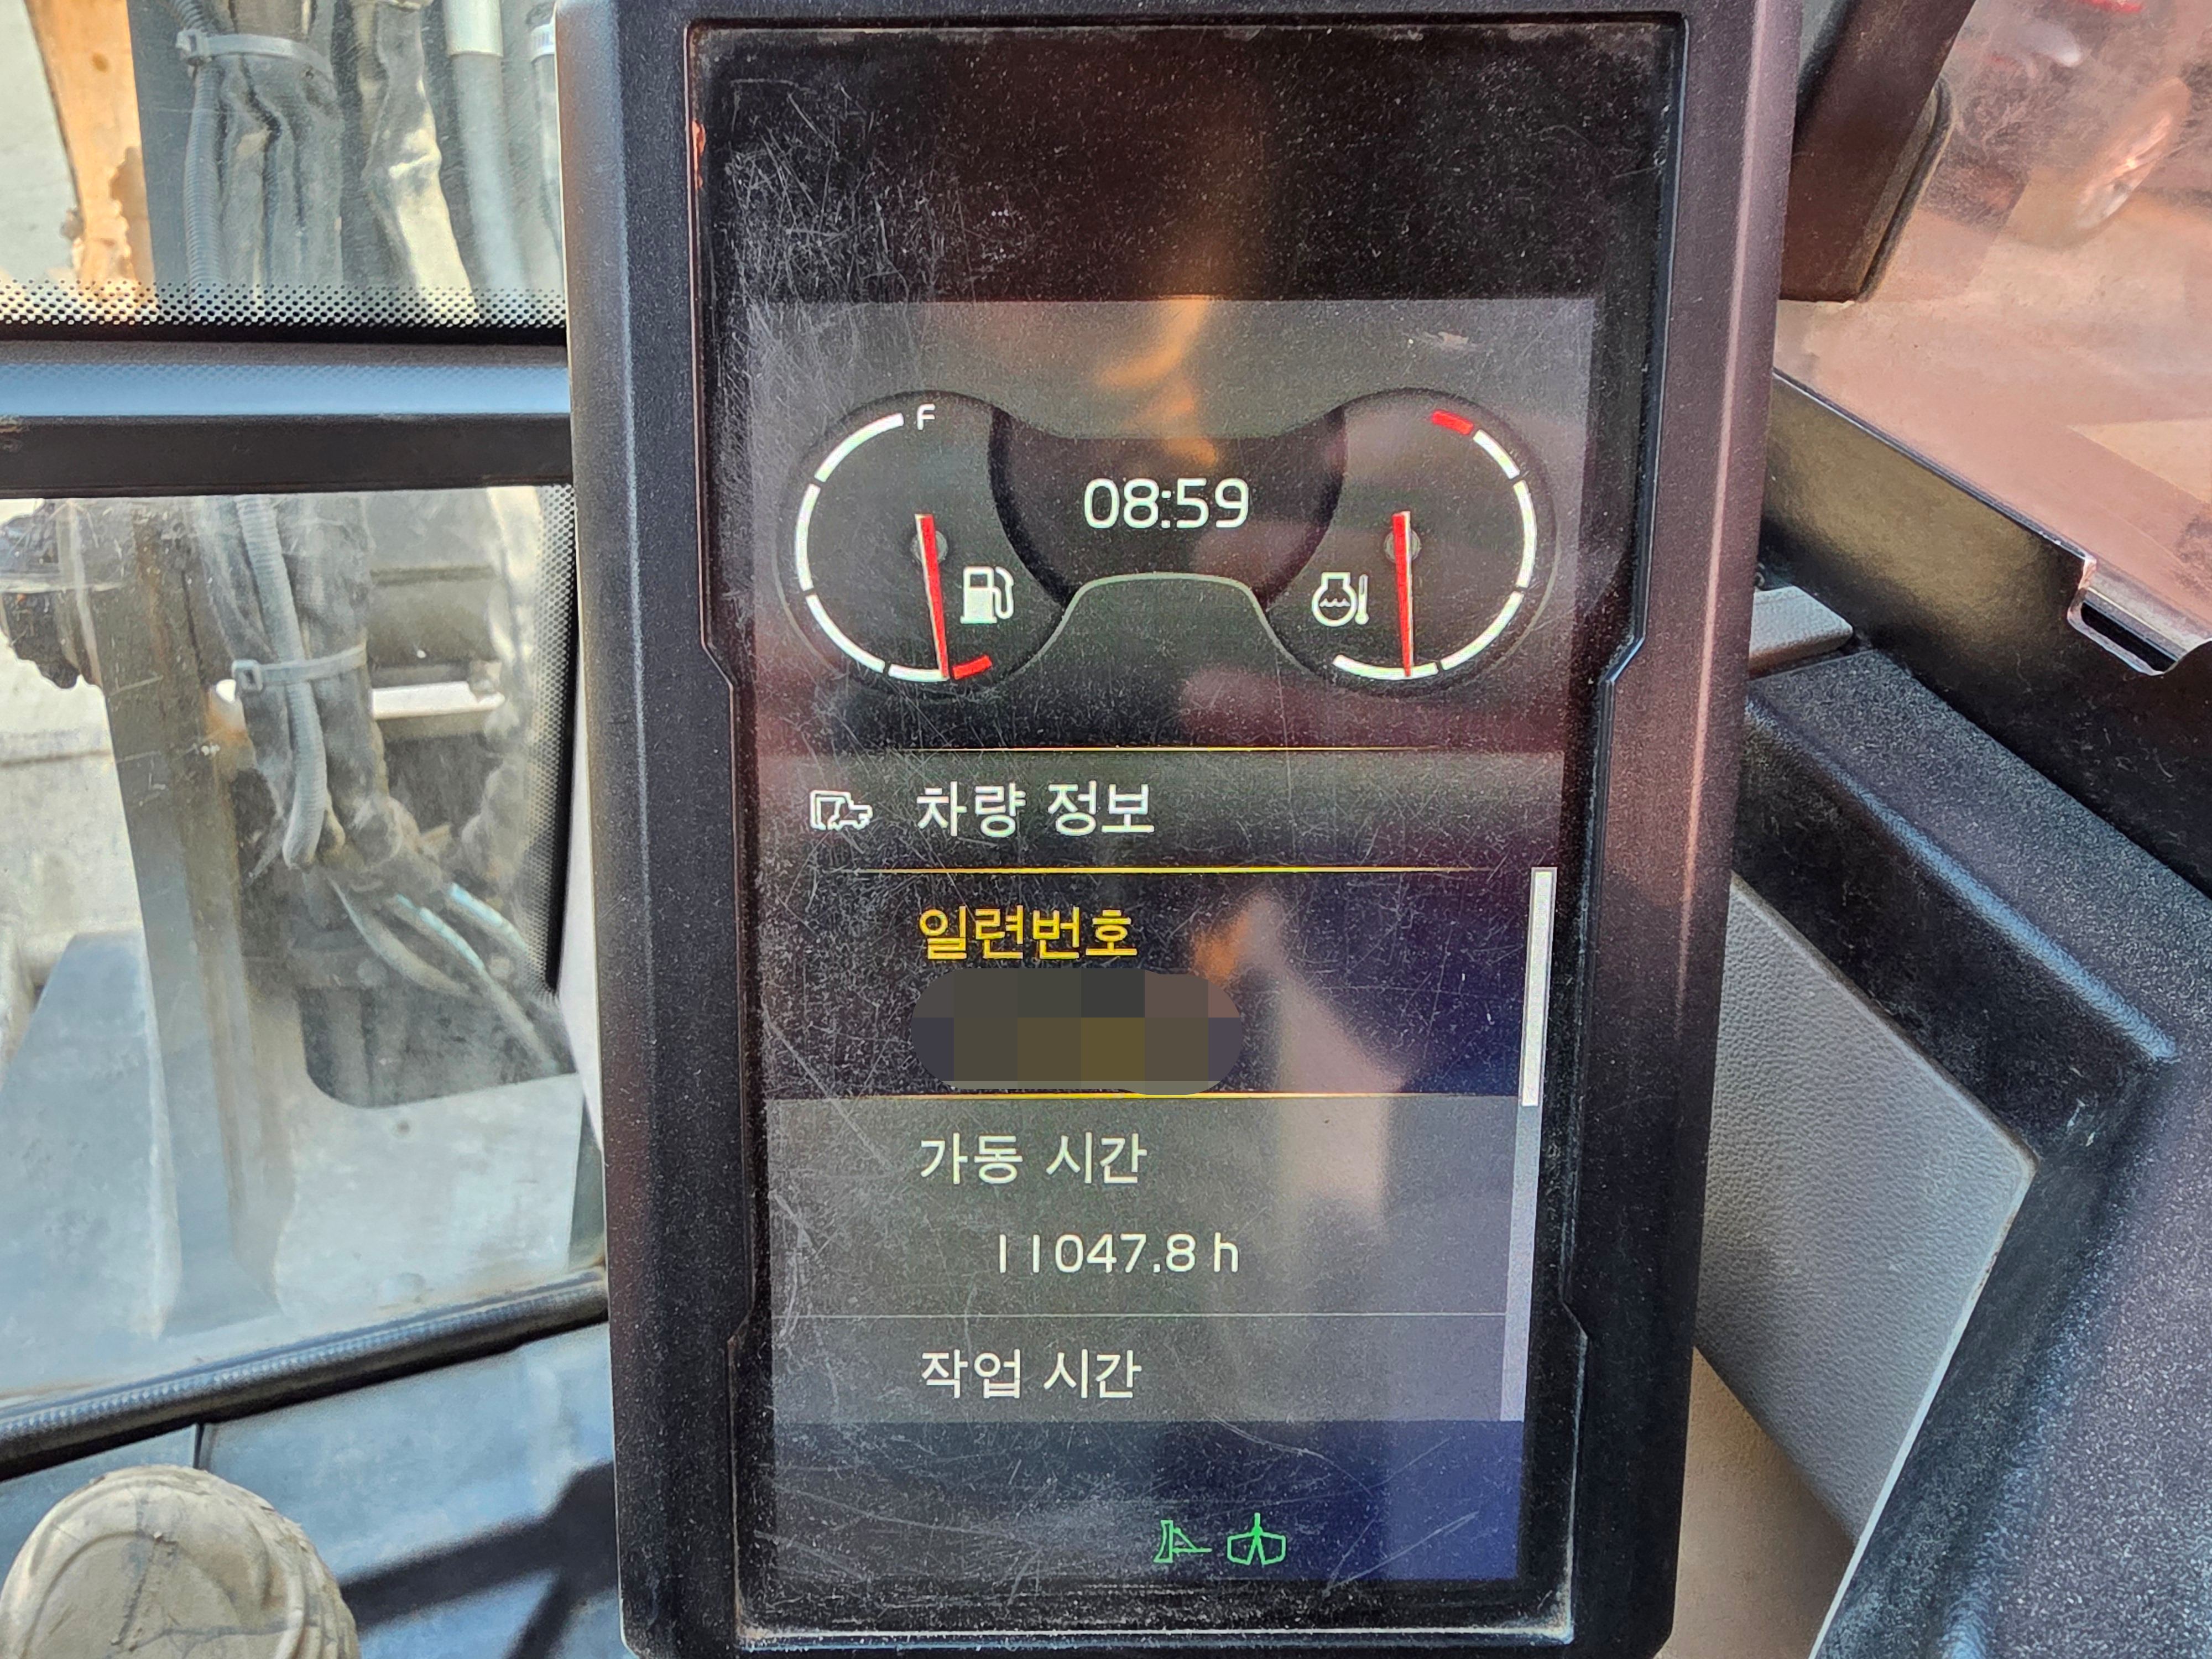 F
08:59
차량 정보
일련번호
가동 시간
11047.8 h
작업 시간